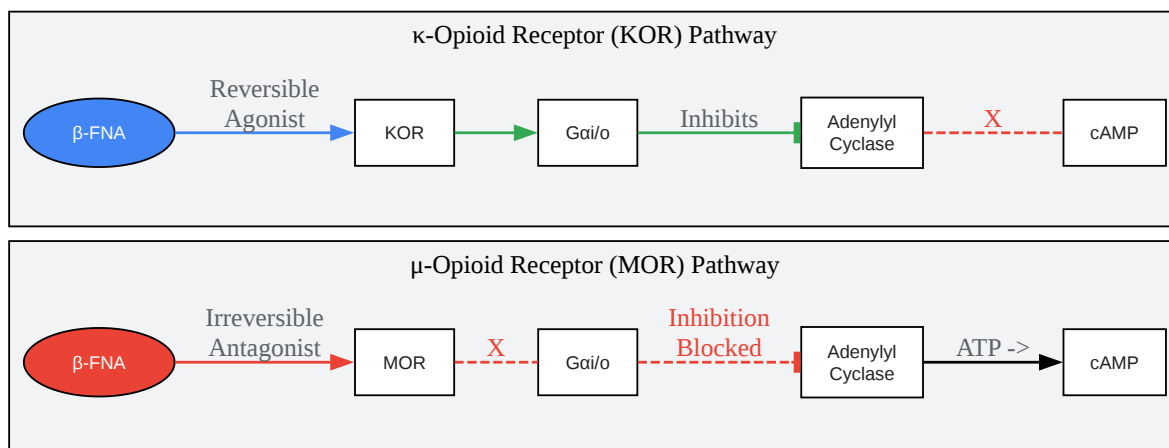 κ-Opioid Receptor (KOR) Pathway
β-FNA
Reversible
Agonist
KOR
Gαi/o
Inhibits
Adenylyl
Cyclase
X
cAMP
μ-Opioid Receptor (MOR) Pathway
β-FNA
Irreversible
Antagonist
MOR
X
Gαi/o
Inhibition
Blocked
Adenylyl
Cyclase
ATP ->
cAMP